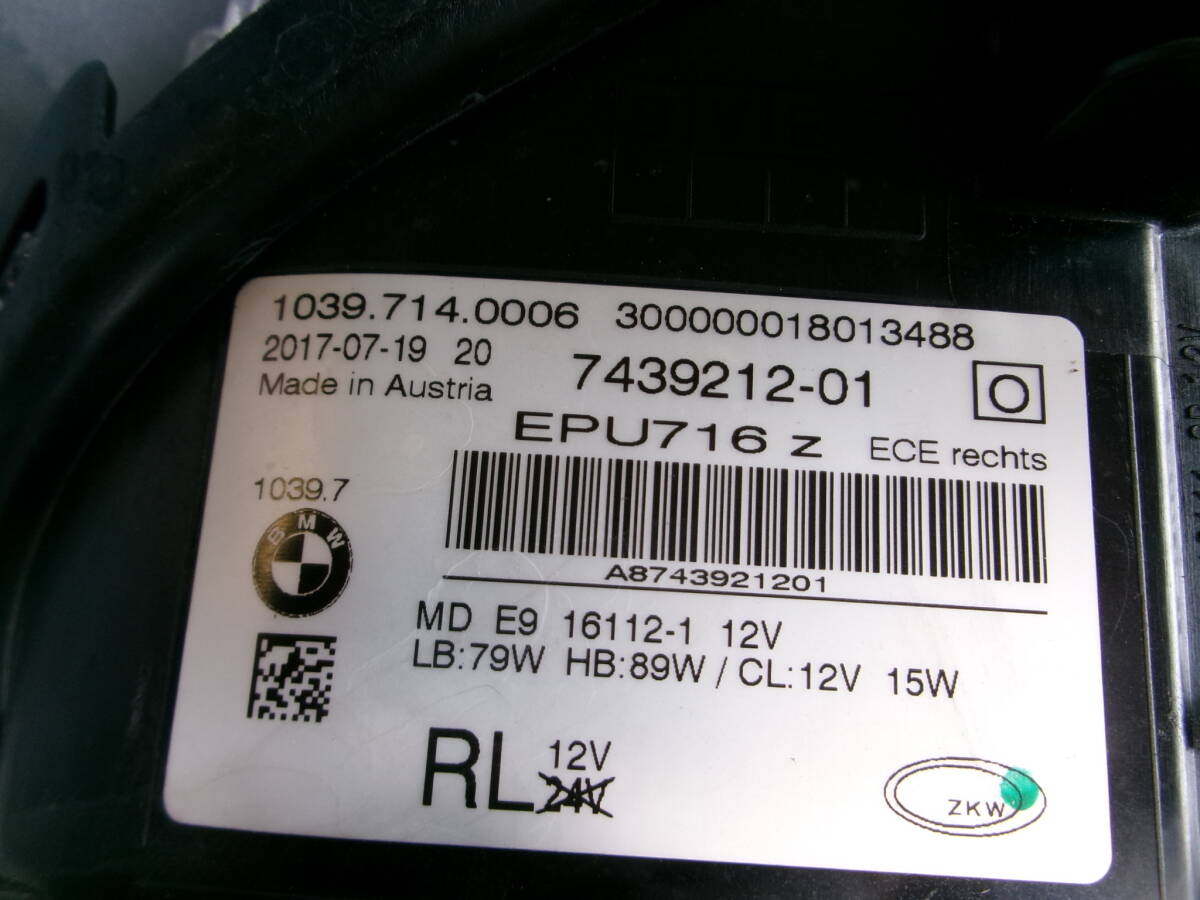 1039.714.0006 300000018013488
2017-07-19 20
7439212-01
O
Made in Austria
EPU716 z ECE rechts
1039.7
BMW
A8743921201
MD E9 16112-1 12V
LB:79W HB:89W / CL:12V 15W
RL 12V
24V
ZKW